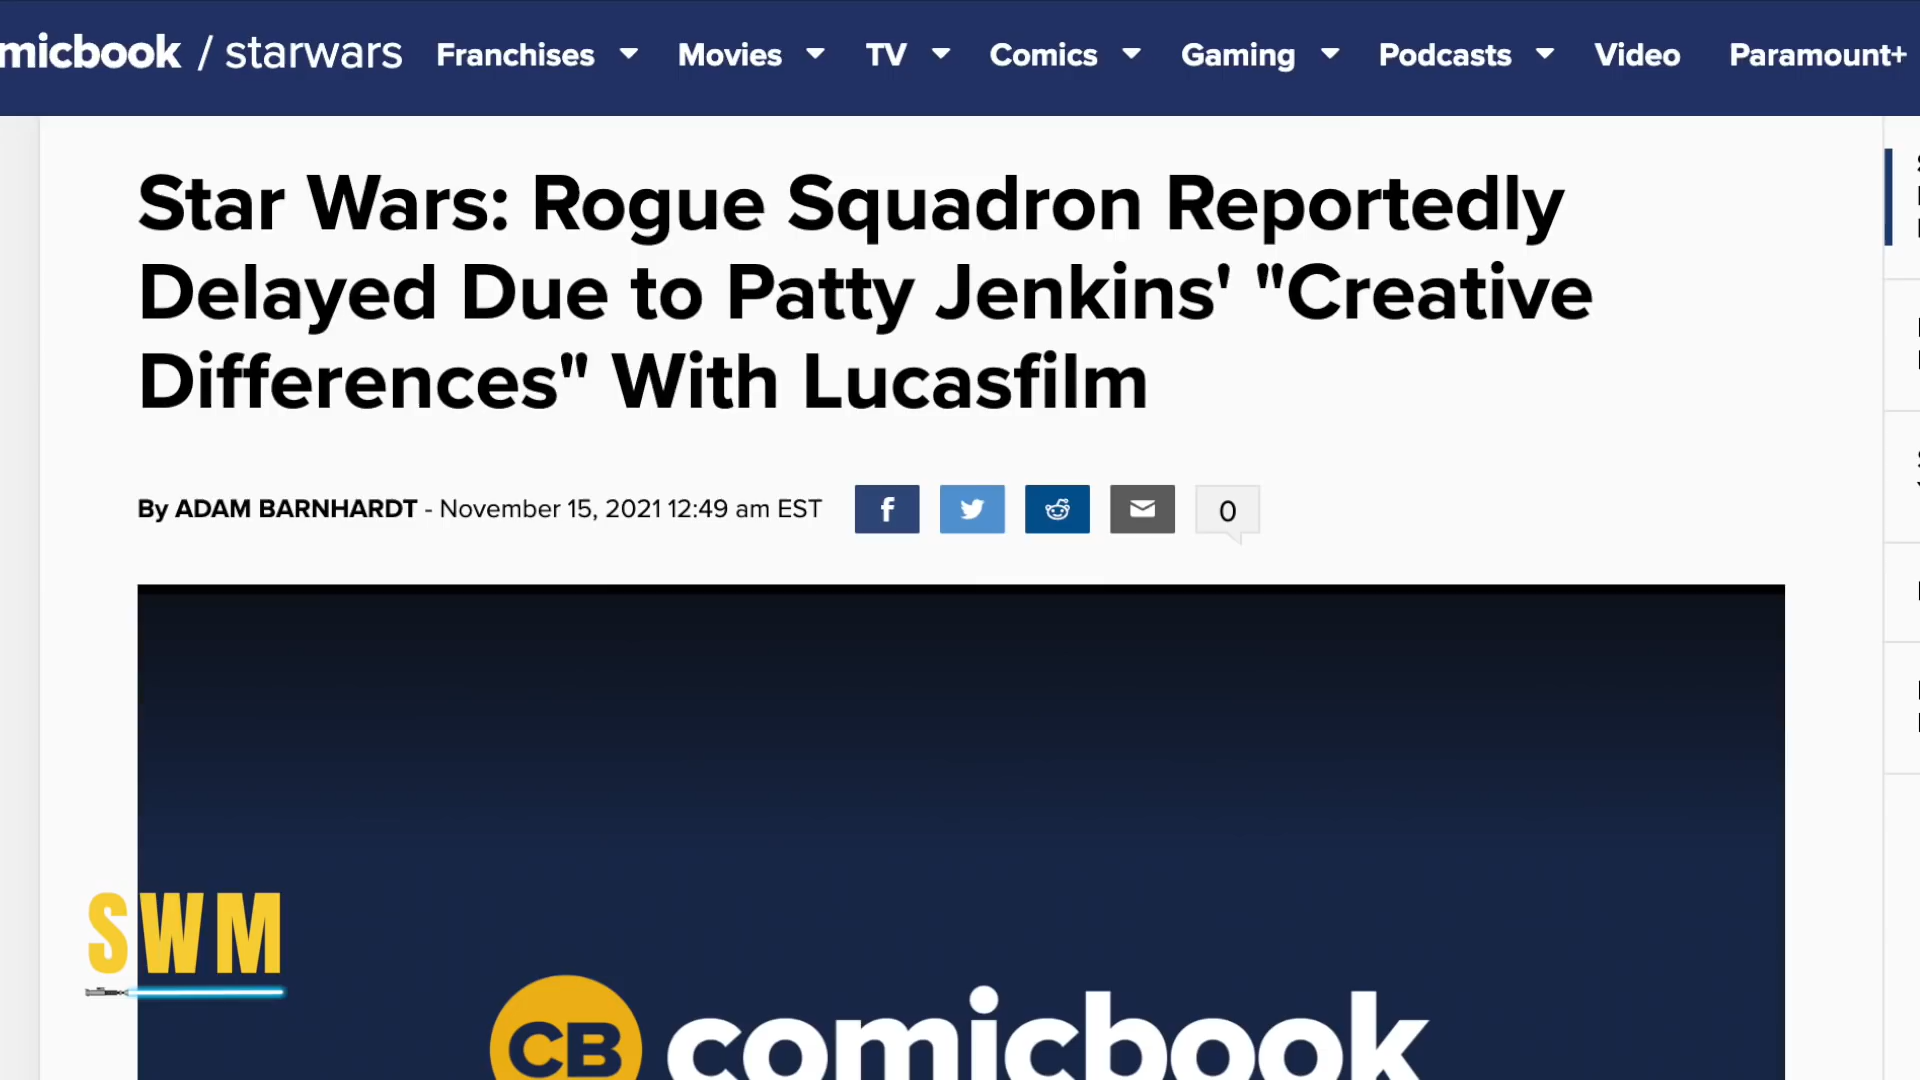 micbook / starwars Franchises Movies TV Comics Gaming Podcasts Video Paramount+
Star Wars: Rogue Squadron Reportedly
Delayed Due to Patty Jenkins' "Creative
Differences" With Lucasfilm
By ADAM BARNHARDT - November 15, 2021 12:49 am EST 0
SWM
CB comicbook